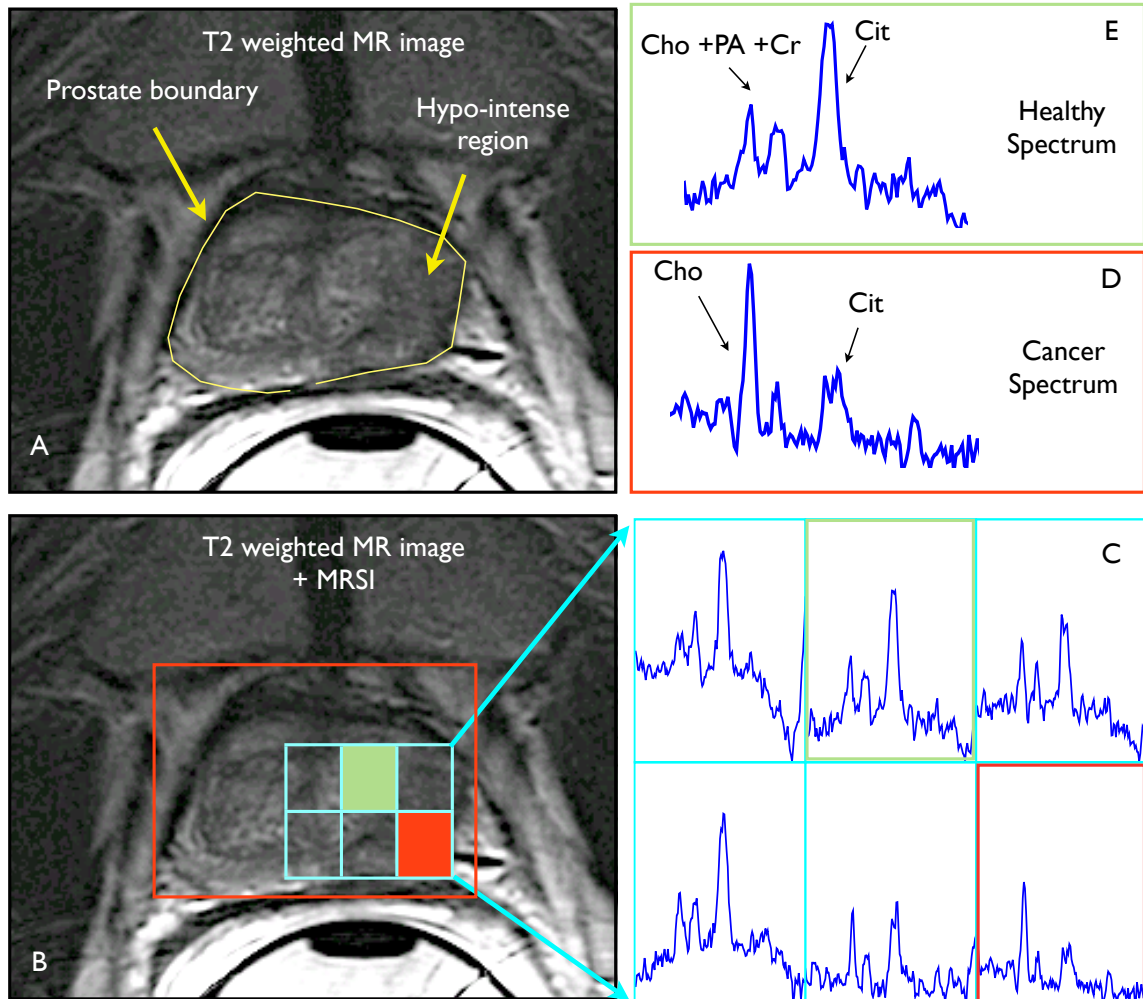 T2 weighted MR image
Prostate boundary
Hypo-intense
region
A
E
Cho +PA +Cr
Cit
Healthy
Spectrum
D
Cho
Cit
Cancer
Spectrum
T2 weighted MR image
+ MRSI
B
C